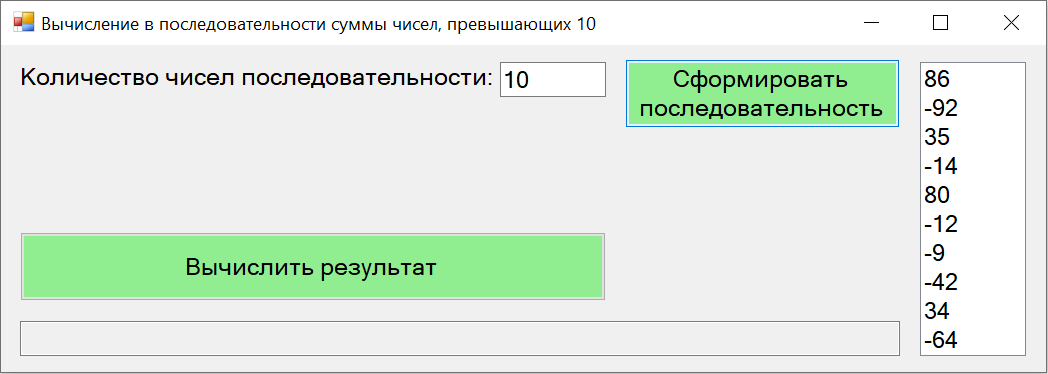 Вычисление в последовательности суммы чисел, превышающих 10
Количество чисел последовательности: 10
Сформировать
последовательность
86
-92
35
-14
80
-12
-9
-42
34
-64
Вычислить результат